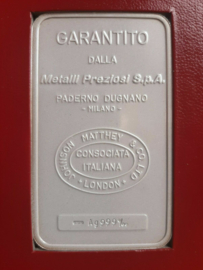 GARANTITO
DALLA
Metalli Preziosi S.p.A.
PADERNO DUGNANO
- MILANO -
JOHNSON MATTHEY & CO LTD
CONSOCIATA
ITALIANA
· LONDON ·